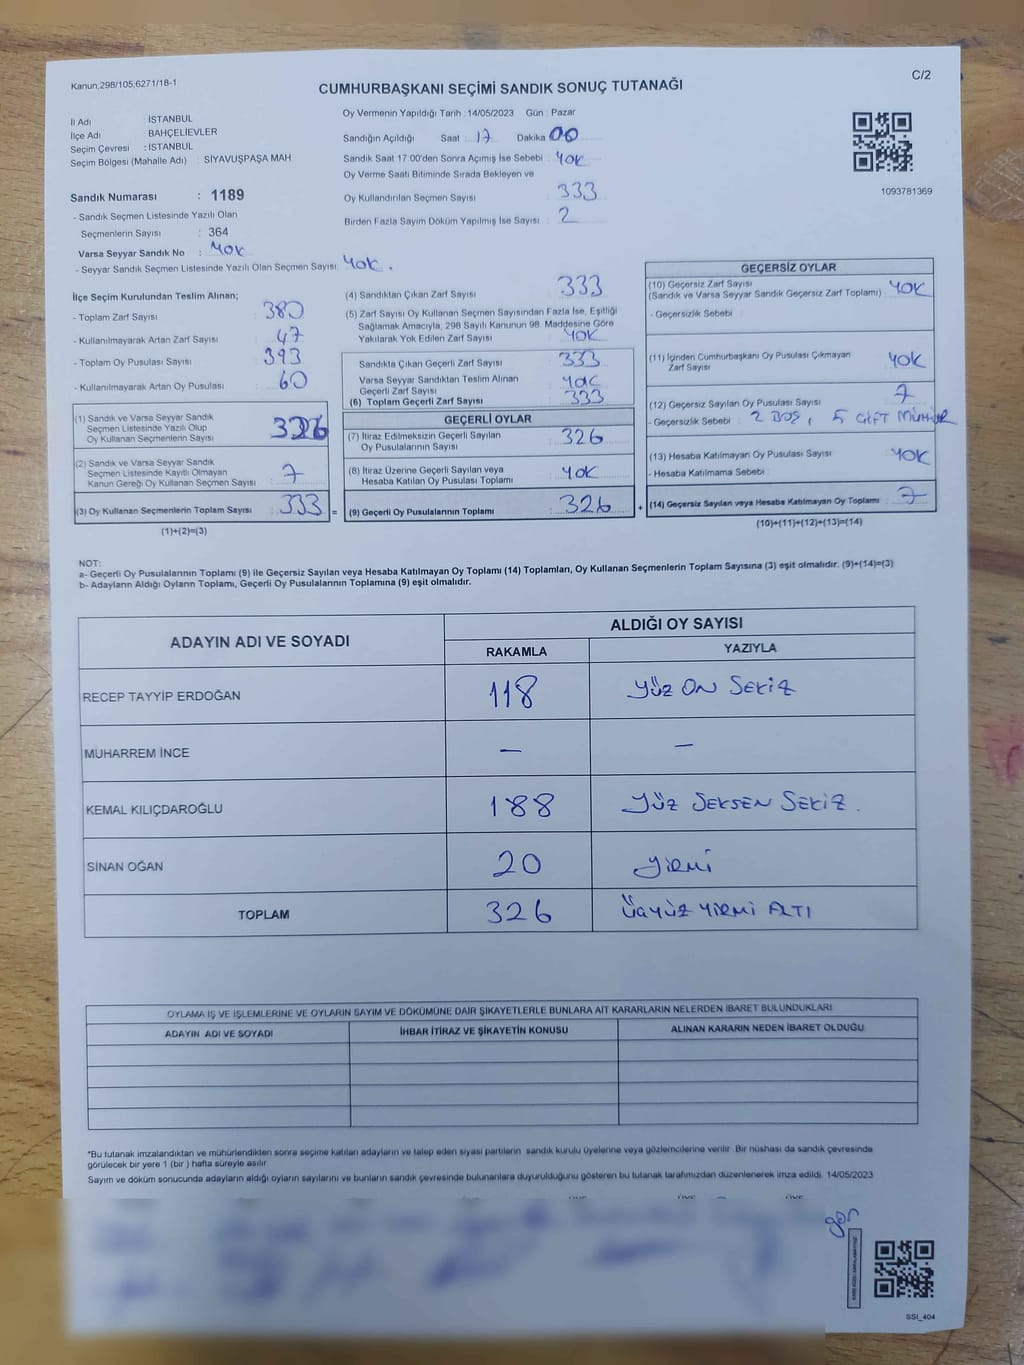 Kanun;298/105;6271/18-1
C/2
CUMHURBAŞKANI SEÇİMİ SANDIK SONUÇ TUTANAĞI
İl Adı : İSTANBUL
İlçe Adı : BAHÇELİEVLER
Seçim Çevresi : İSTANBUL
Seçim Bölgesi (Mahalle Adı) : SİYAVUŞPAŞA MAH
Sandık Numarası : 1189
- Sandık Seçmen Listesinde Yazılı Olan
Seçmenlerin Sayısı : 364
Varsa Seyyar Sandık No : YOK
- Seyyar Sandık Seçmen Listesinde Yazılı Olan Seçmen Sayısı: YOK.
Oy Vermenin Yapıldığı Tarih : 14/05/2023 Gün : Pazar
Sandığın Açıldığı Saat : 17 Dakika 00
Sandık Saat 17:00'den Sonra Açımış İse Sebebi : YOK
Oy Verme Saati Bitiminde Sırada Bekleyen ve
Oy Kullandırılan Seçmen Sayısı : 333
Birden Fazla Sayım Döküm Yapılmış İse Sayısı : 2
1093781369
İlçe Seçim Kurulundan Teslim Alınan;
- Toplam Zarf Sayısı : 380
- Kullanılmayarak Artan Zarf Sayısı : 47
- Toplam Oy Pusulası Sayısı : 393
- Kullanılmayarak Artan Oy Pusulası : 60
(1) Sandık ve Varsa Seyyar Sandık
Seçmen Listesinde Yazılı Olup
Oy Kullanan Seçmenlerin Sayısı : 326
(2) Sandık ve Varsa Seyyar Sandık
Seçmen Listesinde Kayıtlı Olmayan
Kanun Gereği Oy Kullanan Seçmen Sayısı : 7
(3) Oy Kullanan Seçmenlerin Toplam Sayısı : 333 =
(1)+(2)=(3)
(4) Sandıktan Çıkan Zarf Sayısı : 333
(5) Zarf Sayısı Oy Kullanan Seçmen Sayısından Fazla İse, Eşitliği
Sağlamak Amacıyla, 298 Sayılı Kanunun 98. Maddesine Göre
Yakılarak Yok Edilen Zarf Sayısı : YOK
Sandıkta Çıkan Geçerli Zarf Sayısı : 333
Varsa Seyyar Sandıktan Teslim Alınan
Geçerli Zarf Sayısı : YOK
(6) Toplam Geçerli Zarf Sayısı : 333
GEÇERLİ OYLAR
(7) İtiraz Edilmeksizin Geçerli Sayılan
Oy Pusulalarının Sayısı : 326
(8) İtiraz Üzerine Geçerli Sayılan veya
Hesaba Katılan Oy Pusulası Toplamı : YOK
(9) Geçerli Oy Pusulalarının Toplamı : 326 +
GEÇERSİZ OYLAR
(10) Geçersiz Zarf Sayısı
(Sandık ve Varsa Seyyar Sandık Geçersiz Zarf Toplamı) : YOK
- Geçersizlik Sebebi :
(11) İçinden Cumhurbaşkanı Oy Pusulası Çıkmayan
Zarf Sayısı : YOK
(12) Geçersiz Sayılan Oy Pusulası Sayısı : 7
- Geçersizlik Sebebi : 2 BOŞ, 5 ÇİFT MÜHÜR
(13) Hesaba Katılmayan Oy Pusulası Sayısı : YOK
- Hesaba Katılmama Sebebi :
(14) Geçersiz Sayılan veya Hesaba Katılmayan Oy Toplamı : 7
(10)+(11)+(12)+(13)=(14)
NOT:
a- Geçerli Oy Pusulalarının Toplamı (9) ile Geçersiz Sayılan veya Hesaba Katılmayan Oy Toplamı (14) Toplamları, Oy Kullanan Seçmenlerin Toplam Sayısına (3) eşit olmalıdır. (9)+(14)=(3)
b- Adayların Aldığı Oyların Toplamı, Geçerli Oy Pusulalarının Toplamına (9) eşit olmalıdır.
ADAYIN ADI VE SOYADI
ALDIĞI OY SAYISI
RAKAMLA YAZIYLA
RECEP TAYYİP ERDOĞAN 118 YÜZ ON SEKİZ
MUHARREM İNCE — —
KEMAL KILIÇDAROĞLU 188 YÜZ SEKSEN SEKİZ.
SİNAN OĞAN 20 YİRMİ
TOPLAM 326 ÜÇYÜZ YİRMİ ALTI
OYLAMA İŞ VE İŞLEMLERİNE VE OYLARIN SAYIM VE DÖKÜMÜNE DAİR ŞİKAYETLERLE BUNLARA AİT KARARLARIN NELERDEN İBARET BULUNDUKLARI
ADAYIN ADI VE SOYADI İHBAR İTİRAZ VE ŞİKAYETİN KONUSU ALINAN KARARIN NEDEN İBARET OLDUĞU
*Bu tutanak imzalandıktan ve mühürlendikten sonra seçime katılan adayların ve talep eden siyasi partilerin sandık kurulu üyelerine veya gözlemcilerine verilir. Bir nüshası da sandık çevresinde
görülecek bir yere 1 (bir) hafta süreyle asılır.
Sayım ve döküm sonucunda adayların aldığı oyların sayılarını ve bunların sandık çevresinde bulunanlara duyurulduğunu gösteren bu tutanak tarafımızdan düzenlenerek imza edildi. 14/05/2023
SSI_404